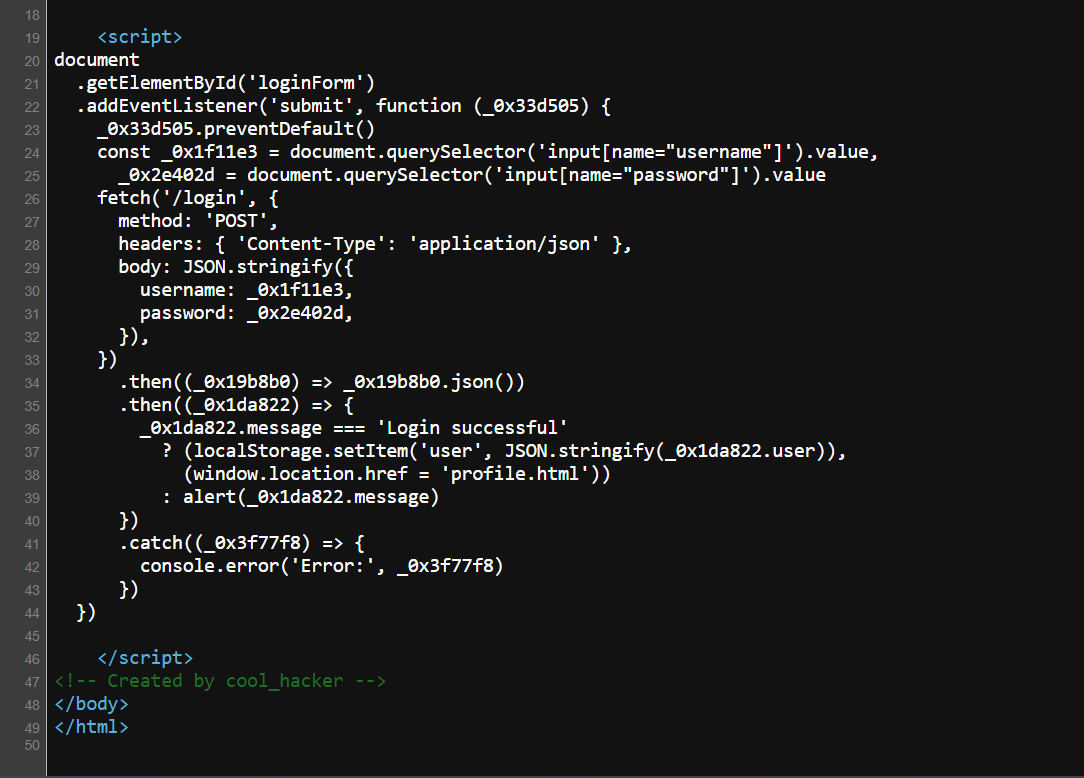 18
19     <script>
20 document
21   .getElementById('loginForm')
22   .addEventListener('submit', function (_0x33d505) {
23     _0x33d505.preventDefault()
24     const _0x1f11e3 = document.querySelector('input[name="username"]').value,
25       _0x2e402d = document.querySelector('input[name="password"]').value
26     fetch('/login', {
27       method: 'POST',
28       headers: { 'Content-Type': 'application/json' },
29       body: JSON.stringify({
30         username: _0x1f11e3,
31         password: _0x2e402d,
32       }),
33     })
34       .then((_0x19b8b0) => _0x19b8b0.json())
35       .then((_0x1da822) => {
36         _0x1da822.message === 'Login successful'
37           ? (localStorage.setItem('user', JSON.stringify(_0x1da822.user)),
38             (window.location.href = 'profile.html'))
39           : alert(_0x1da822.message)
40       })
41       .catch((_0x3f77f8) => {
42         console.error('Error:', _0x3f77f8)
43       })
44   })
45
46     </script>
47 <!-- Created by cool_hacker -->
48 </body>
49 </html>
50